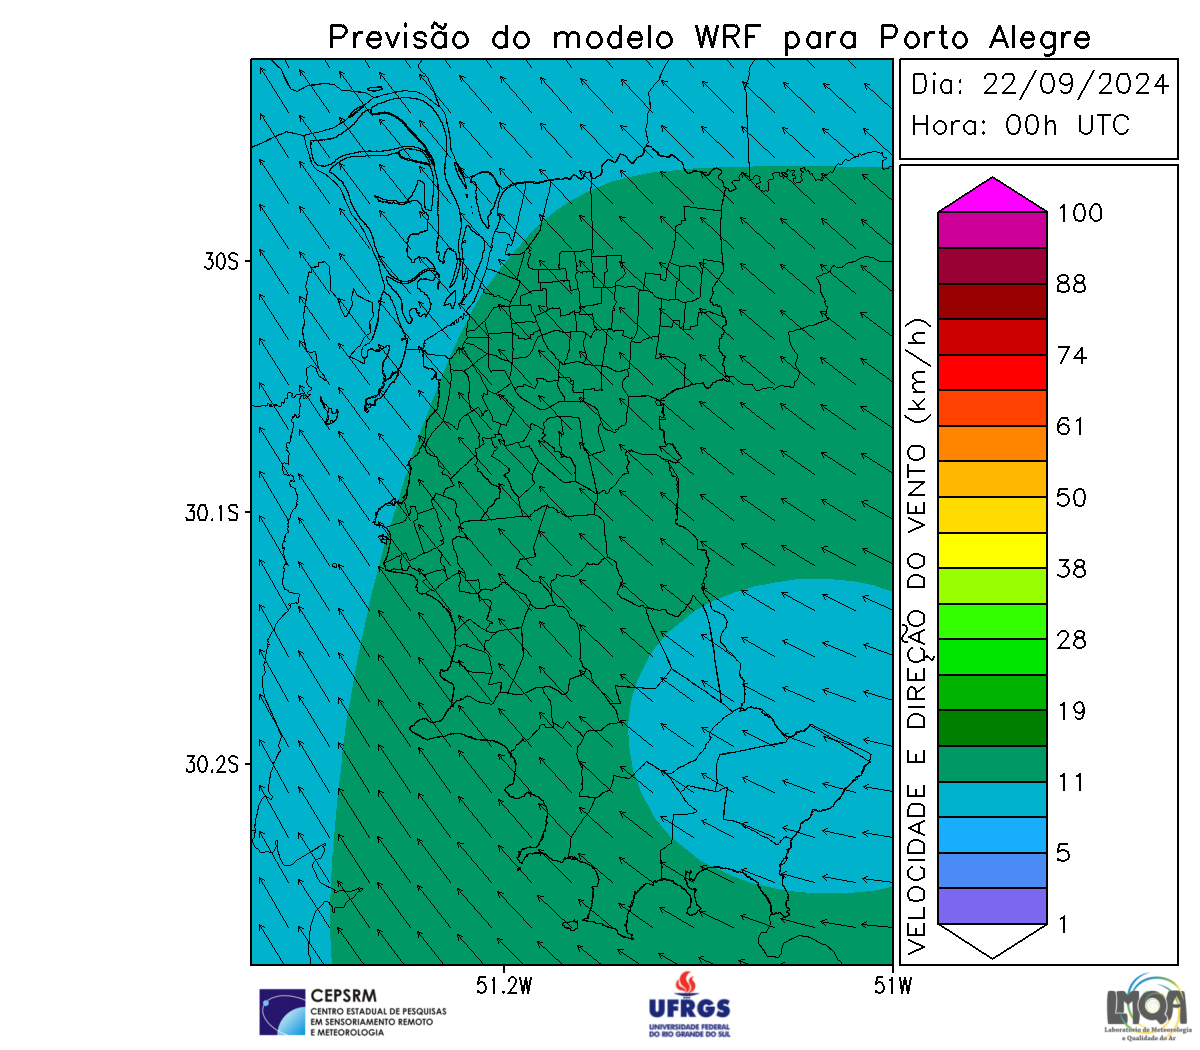 Previsão do modelo WRF para Porto Alegre
Dia: 22/09/2024
Hora: 00h UTC
30S
30.1S
30.2S
51.2W
51W
VELOCIDADE E DIREÇÃO DO VENTO (km/h)
100
88
74
61
50
38
28
19
11
5
1
CEPSRM
CENTRO ESTADUAL DE PESQUISAS
EM SENSORIAMENTO REMOTO
E METEOROLOGIA
UFRGS
UNIVERSIDADE FEDERAL
DO RIO GRANDE DO SUL
LMQA
Laboratório de Meteorologia
e Qualidade do Ar